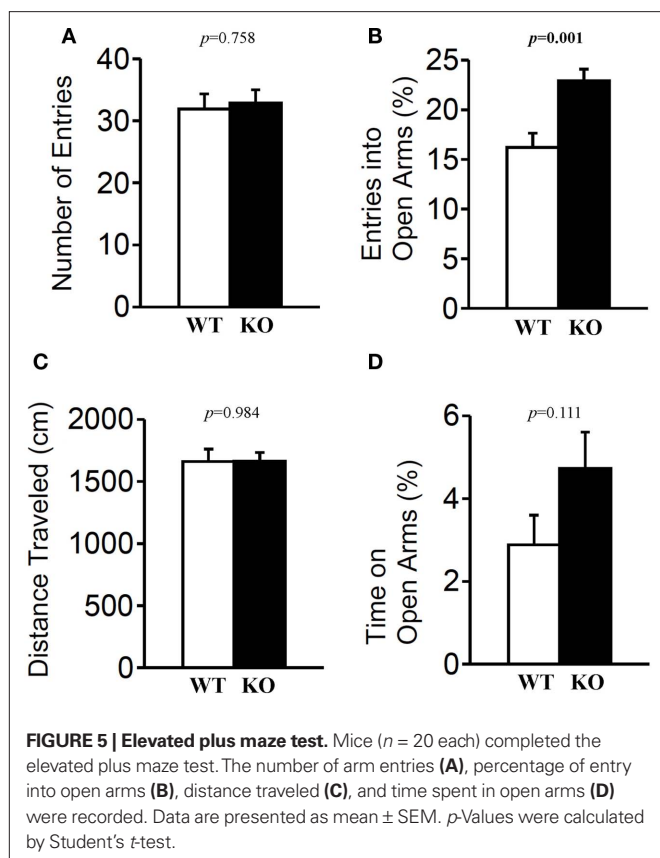 A
p=0.758
Number of Entries
40
30
20
10
0
WT KO
B
p=0.001
Entries into
Open Arms (%)
25
20
15
10
5
0
WT KO
C
p=0.984
Distance Traveled (cm)
2000
1500
1000
500
0
WT KO
D
p=0.111
Time on
Open Arms (%)
6
4
2
0
WT KO
FIGURE 5 | Elevated plus maze test. Mice (n = 20 each) completed the
elevated plus maze test. The number of arm entries (A), percentage of entry
into open arms (B), distance traveled (C), and time spent in open arms (D)
were recorded. Data are presented as mean ± SEM. p-Values were calculated
by Student's t-test.